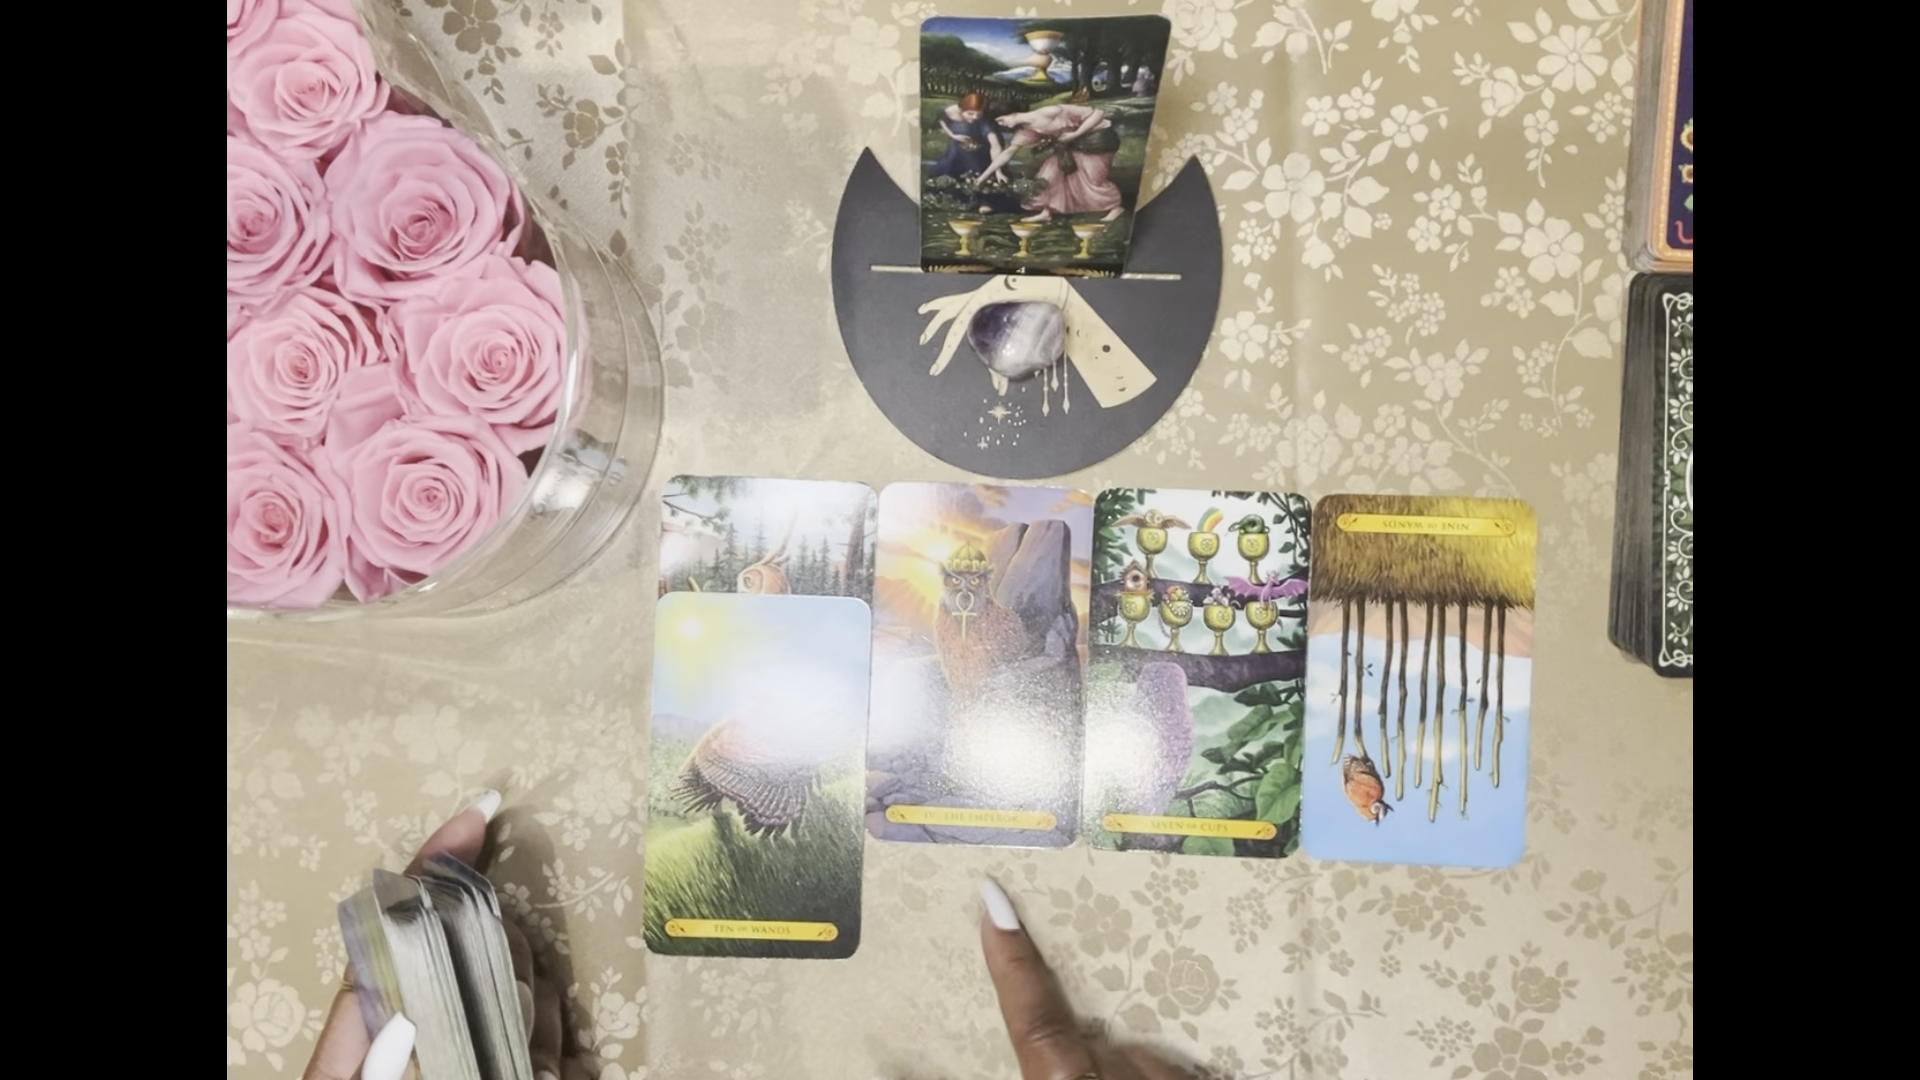 NINE OF WANDS
IV · THE EMPEROR
SEVEN OF CUPS
TEN OF WANDS